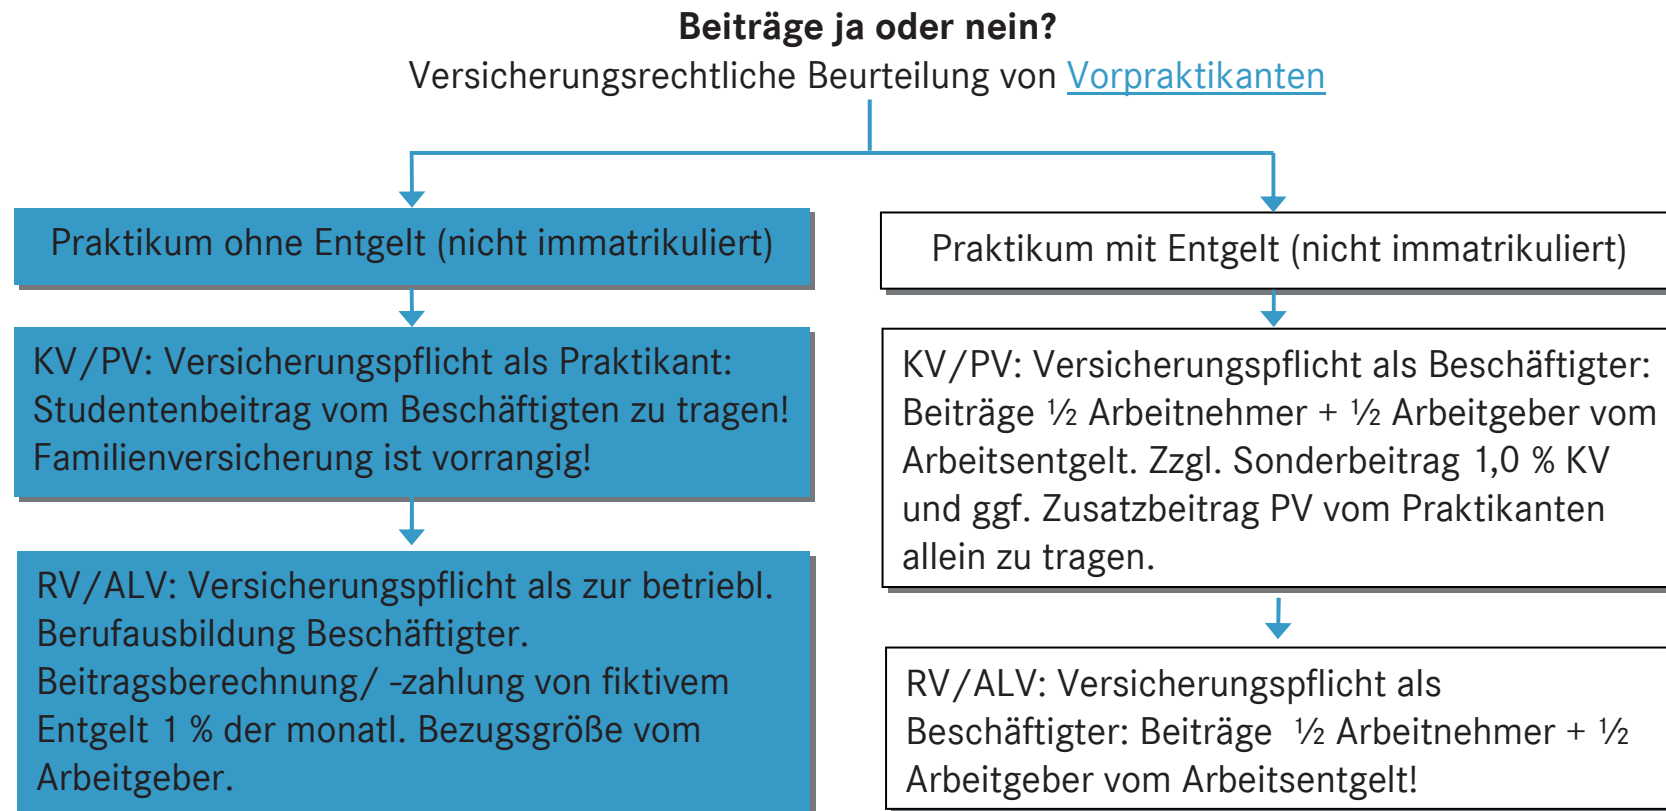 Beiträge ja oder nein?
Versicherungsrechtliche Beurteilung von Vorpraktikanten
Praktikum ohne Entgelt (nicht immatrikuliert)
KV/PV: Versicherungspflicht als Praktikant:
Studentenbeitrag vom Beschäftigten zu tragen!
Familienversicherung ist vorrangig!
RV/ALV: Versicherungspflicht als zur betriebl.
Berufausbildung Beschäftigter.
Beitragsberechnung/ -zahlung von fiktivem
Entgelt 1 % der monatl. Bezugsgröße vom
Arbeitgeber.
Praktikum mit Entgelt (nicht immatrikuliert)
KV/PV: Versicherungspflicht als Beschäftigter:
Beiträge ½ Arbeitnehmer + ½ Arbeitgeber vom
Arbeitsentgelt. Zzgl. Sonderbeitrag 1,0 % KV
und ggf. Zusatzbeitrag PV vom Praktikanten
allein zu tragen.
RV/ALV: Versicherungspflicht als
Beschäftigter: Beiträge ½ Arbeitnehmer + ½
Arbeitgeber vom Arbeitsentgelt!